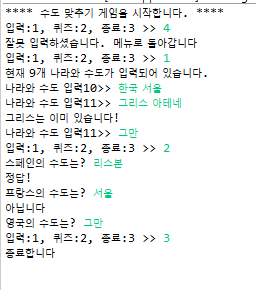 **** 수도 맞추기 게임을 시작합니다. ****
입력:1, 퀴즈:2, 종료:3 >> 4
잘못 입력하셨습니다. 메뉴로 돌아갑니다
입력:1, 퀴즈:2, 종료:3 >> 1
현재 9개 나라와 수도가 입력되어 있습니다.
나라와 수도 입력10>> 한국 서울
나라와 수도 입력11>> 그리스 아테네
그리스는 이미 있습니다!
나라와 수도 입력11>> 그만
입력:1, 퀴즈:2, 종료:3 >> 2
스페인의 수도는? 리스본
정답!
프랑스의 수도는? 서울
아닙니다
영국의 수도는? 그만
입력:1, 퀴즈:2, 종료:3 >> 3
종료합니다